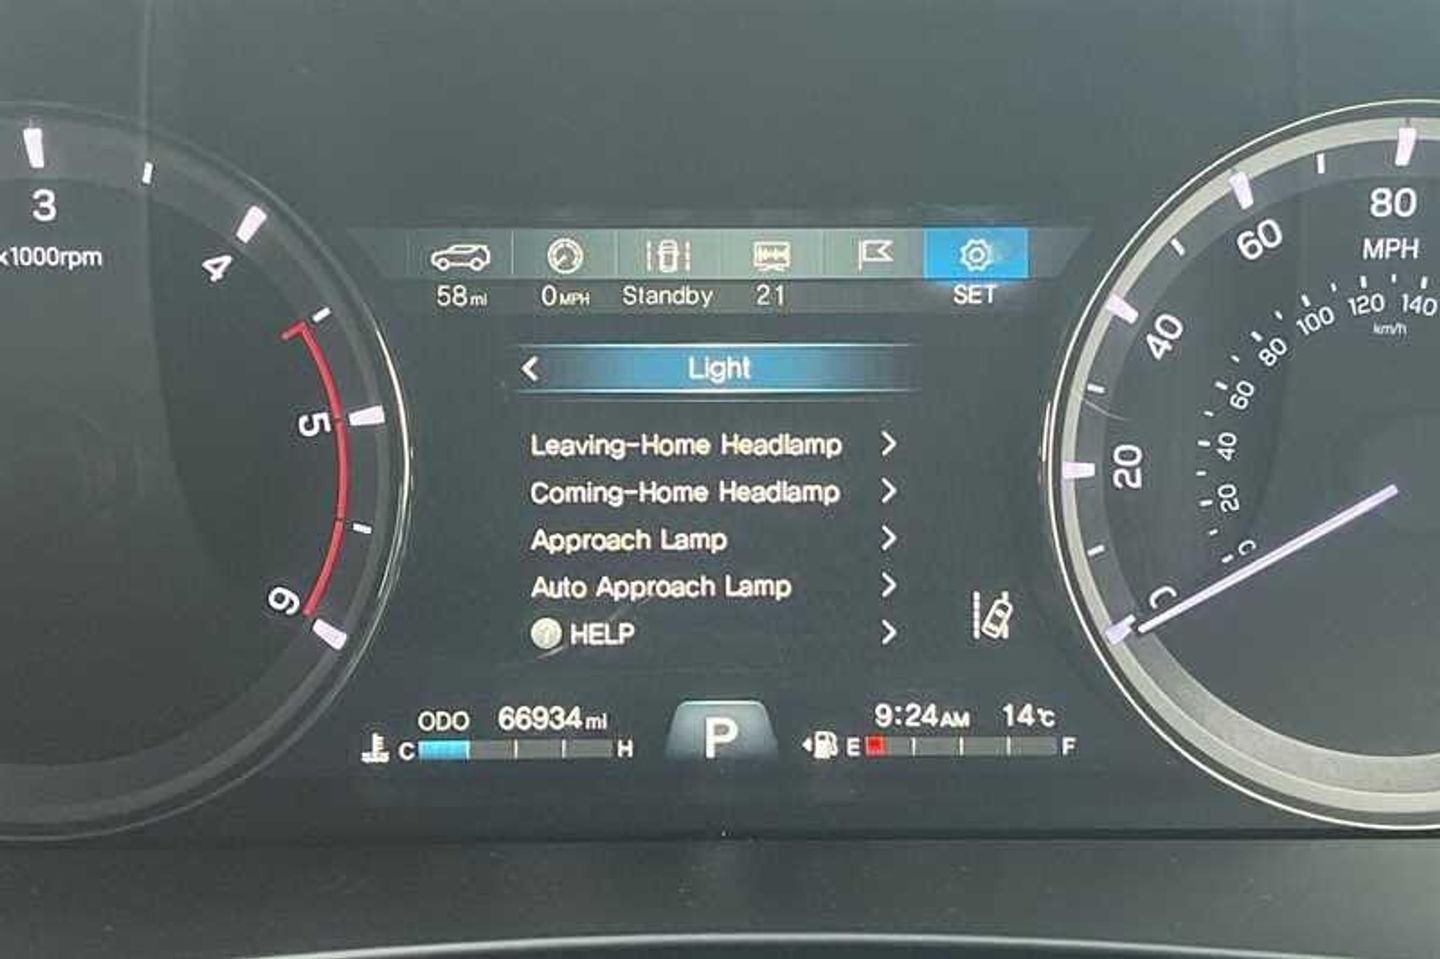 3
x1000rpm
4
5
6
58mi
0MPH
Standby
21
SET
Light
Leaving-Home Headlamp
Coming-Home Headlamp
Approach Lamp
Auto Approach Lamp
? HELP
ODO 66934mi
C H
P
9:24AM 14°C
E F
80
MPH
60
40
20
140
120
100
km/h
80
60
40
20